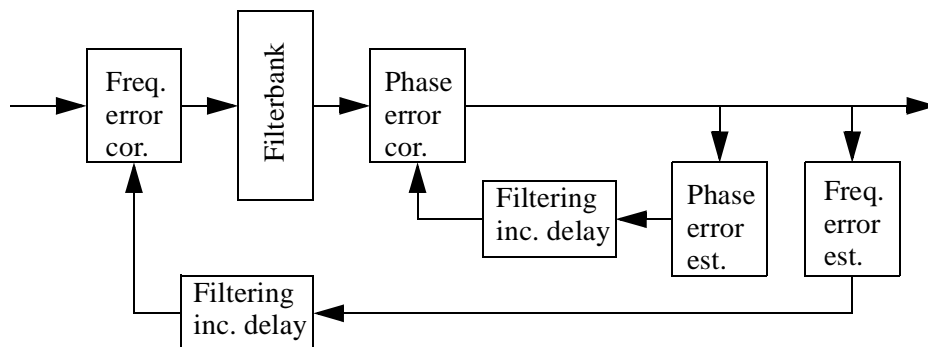 Freq.
error
cor.
Filterbank
Phase
error
cor.
Filtering
inc. delay
Phase
error
est.
Freq.
error
est.
Filtering
inc. delay